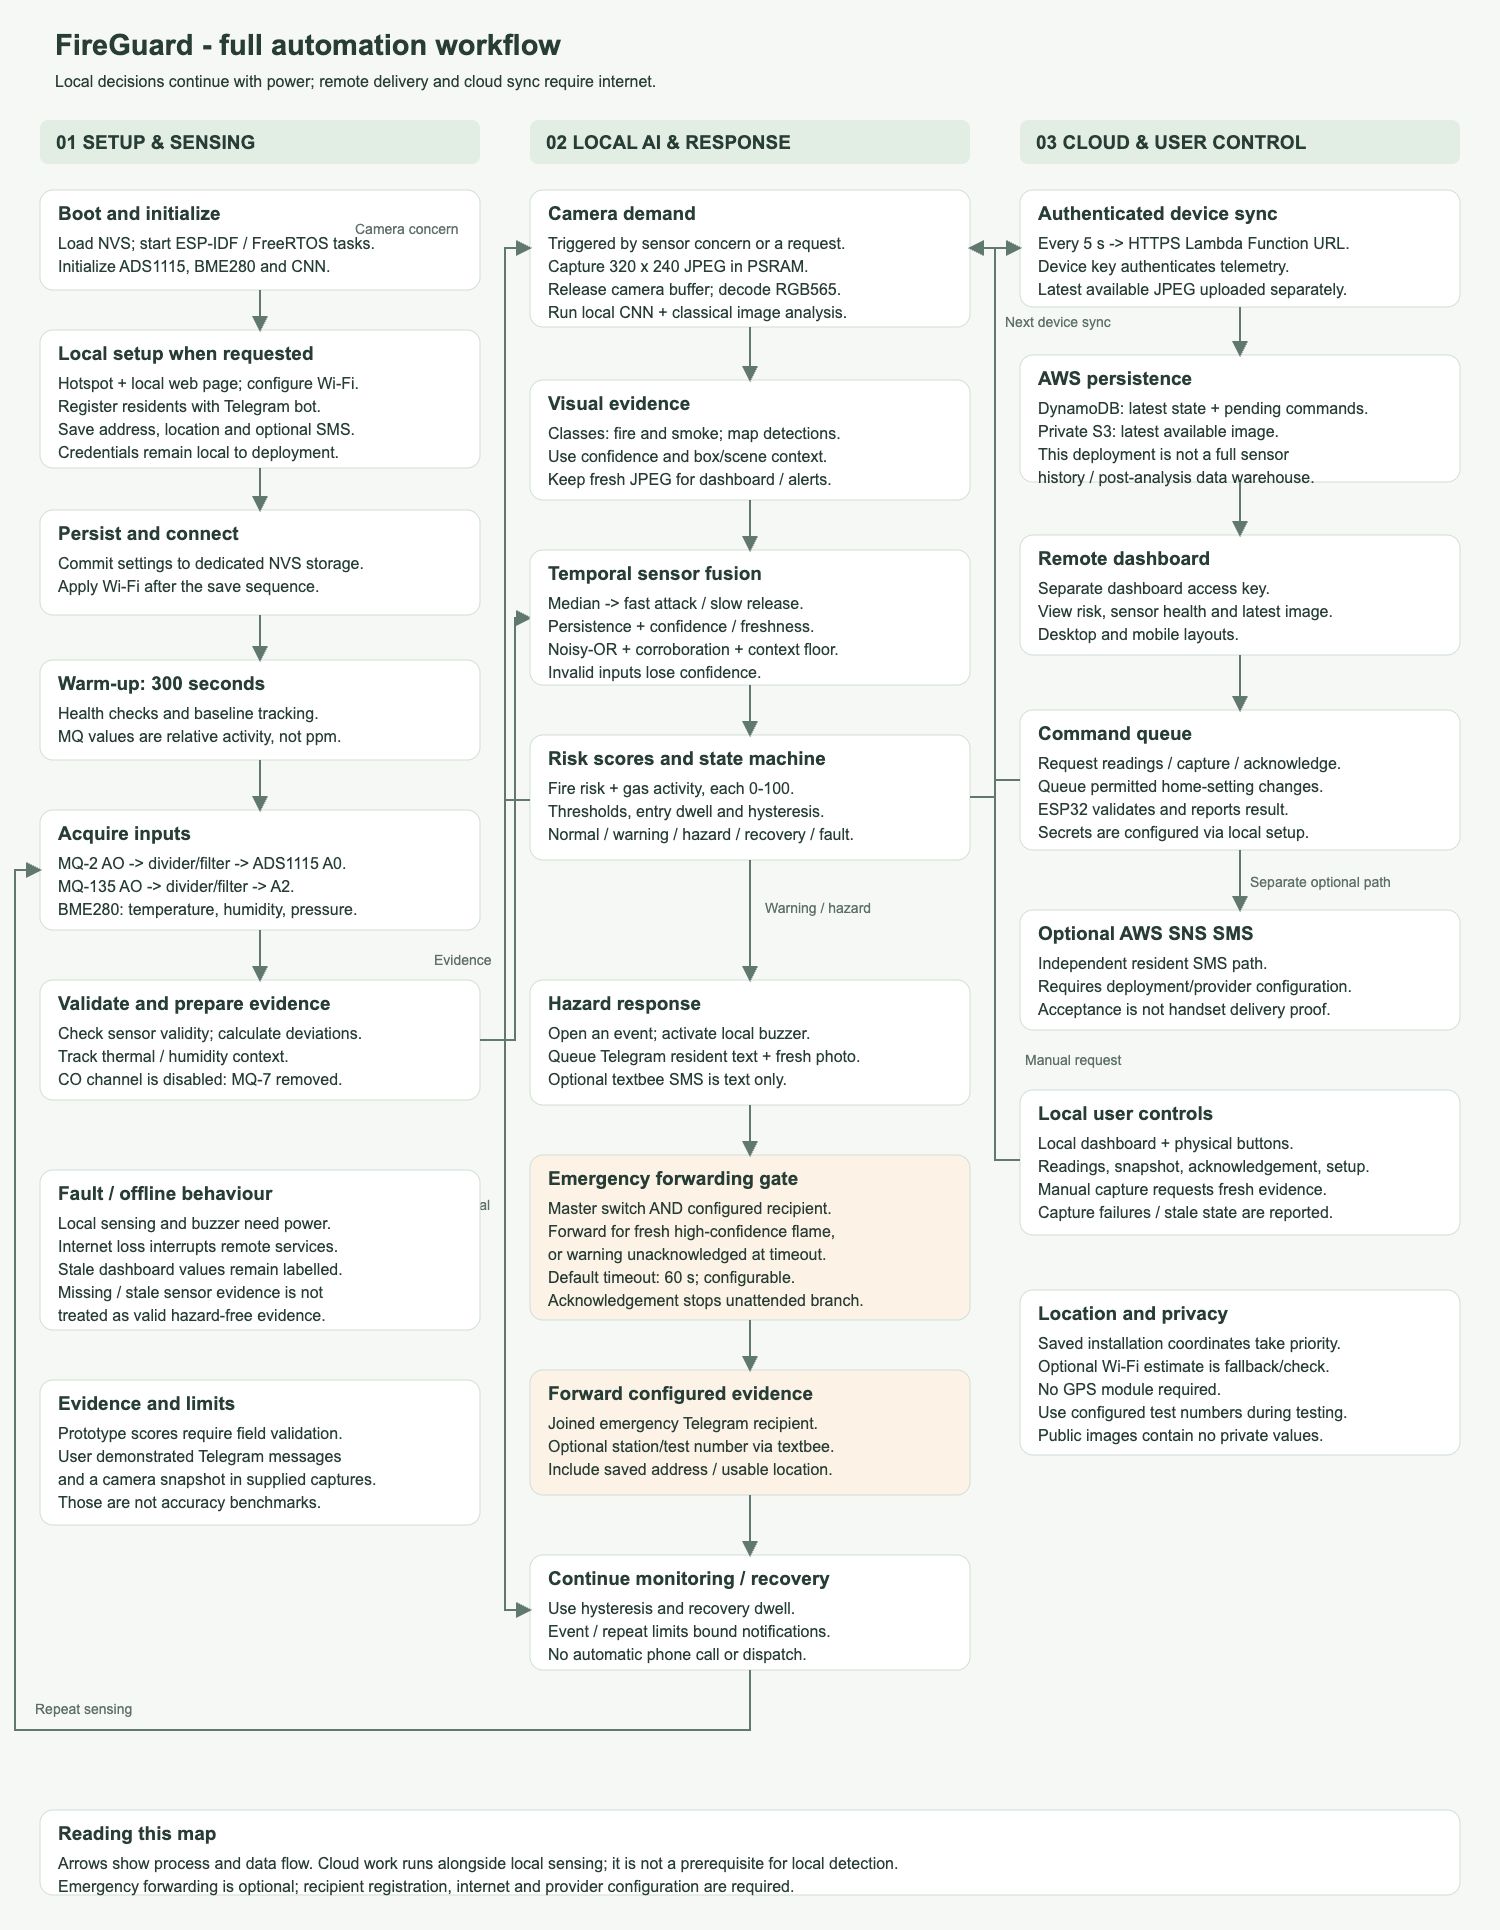 FireGuard - full automation workflow
Local decisions continue with power; remote delivery and cloud sync require internet.
01 SETUP & SENSING
Boot and initialize
Camera concern
Load NVS; start ESP-IDF / FreeRTOS tasks.
Initialize ADS1115, BME280 and CNN.
Local setup when requested
Hotspot + local web page; configure Wi-Fi.
Register residents with Telegram bot.
Save address, location and optional SMS.
Credentials remain local to deployment.
Persist and connect
Commit settings to dedicated NVS storage.
Apply Wi-Fi after the save sequence.
Warm-up: 300 seconds
Health checks and baseline tracking.
MQ values are relative activity, not ppm.
Acquire inputs
MQ-2 AO -> divider/filter -> ADS1115 A0.
MQ-135 AO -> divider/filter -> A2.
BME280: temperature, humidity, pressure.
Evidence
Validate and prepare evidence
Check sensor validity; calculate deviations.
Track thermal / humidity context.
CO channel is disabled: MQ-7 removed.
Fault / offline behaviour
al
Local sensing and buzzer need power.
Internet loss interrupts remote services.
Stale dashboard values remain labelled.
Missing / stale sensor evidence is not
treated as valid hazard-free evidence.
Evidence and limits
Prototype scores require field validation.
User demonstrated Telegram messages
and a camera snapshot in supplied captures.
Those are not accuracy benchmarks.
Repeat sensing
02 LOCAL AI & RESPONSE
Camera demand
Triggered by sensor concern or a request.
Capture 320 x 240 JPEG in PSRAM.
Release camera buffer; decode RGB565.
Run local CNN + classical image analysis.
Visual evidence
Classes: fire and smoke; map detections.
Use confidence and box/scene context.
Keep fresh JPEG for dashboard / alerts.
Temporal sensor fusion
Median -> fast attack / slow release.
Persistence + confidence / freshness.
Noisy-OR + corroboration + context floor.
Invalid inputs lose confidence.
Risk scores and state machine
Fire risk + gas activity, each 0-100.
Thresholds, entry dwell and hysteresis.
Normal / warning / hazard / recovery / fault.
Warning / hazard
Hazard response
Open an event; activate local buzzer.
Queue Telegram resident text + fresh photo.
Optional textbee SMS is text only.
Emergency forwarding gate
Master switch AND configured recipient.
Forward for fresh high-confidence flame,
or warning unacknowledged at timeout.
Default timeout: 60 s; configurable.
Acknowledgement stops unattended branch.
Forward configured evidence
Joined emergency Telegram recipient.
Optional station/test number via textbee.
Include saved address / usable location.
Continue monitoring / recovery
Use hysteresis and recovery dwell.
Event / repeat limits bound notifications.
No automatic phone call or dispatch.
03 CLOUD & USER CONTROL
Authenticated device sync
Every 5 s -> HTTPS Lambda Function URL.
Device key authenticates telemetry.
Latest available JPEG uploaded separately.
Next device sync
AWS persistence
DynamoDB: latest state + pending commands.
Private S3: latest available image.
This deployment is not a full sensor
history / post-analysis data warehouse.
Remote dashboard
Separate dashboard access key.
View risk, sensor health and latest image.
Desktop and mobile layouts.
Command queue
Request readings / capture / acknowledge.
Queue permitted home-setting changes.
ESP32 validates and reports result.
Secrets are configured via local setup.
Separate optional path
Optional AWS SNS SMS
Independent resident SMS path.
Requires deployment/provider configuration.
Acceptance is not handset delivery proof.
Manual request
Local user controls
Local dashboard + physical buttons.
Readings, snapshot, acknowledgement, setup.
Manual capture requests fresh evidence.
Capture failures / stale state are reported.
Location and privacy
Saved installation coordinates take priority.
Optional Wi-Fi estimate is fallback/check.
No GPS module required.
Use configured test numbers during testing.
Public images contain no private values.
Reading this map
Arrows show process and data flow. Cloud work runs alongside local sensing; it is not a prerequisite for local detection.
Emergency forwarding is optional; recipient registration, internet and provider configuration are required.